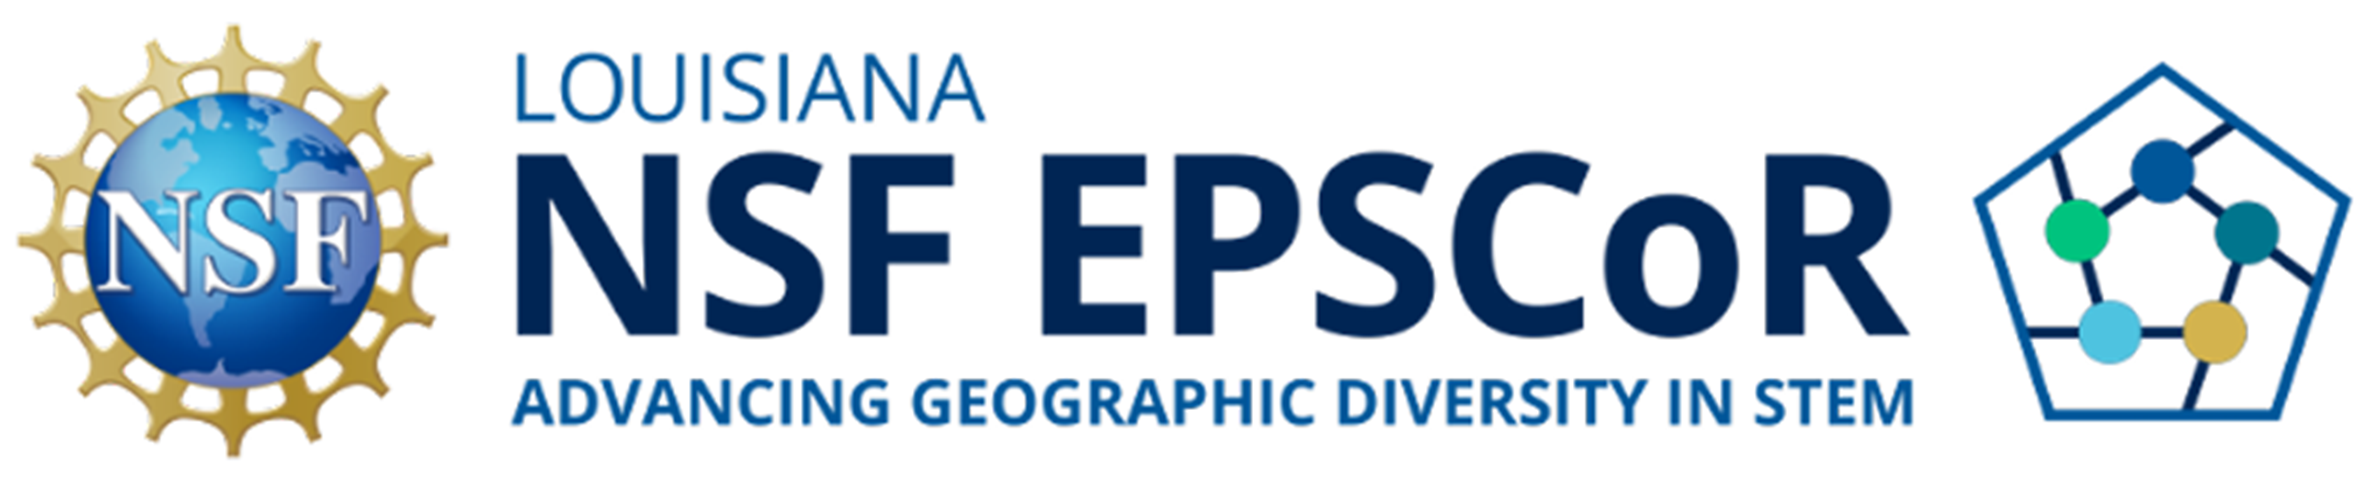 NSF
LOUISIANA
NSF EPSCoR
ADVANCING GEOGRAPHIC DIVERSITY IN STEM